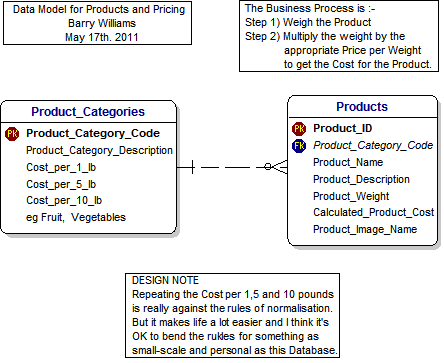 Data Model for Products and Pricing
Barry Williams
May 17th. 2011
The Business Process is :-
Step 1) Weigh the Product
Step 2) Multiply the weight by the
appropriate Price per Weight
to get the Cost for the Product.
Product_Categories
PK Product_Category_Code
Product_Category_Description
Cost_per_1_lb
Cost_per_5_lb
Cost_per_10_lb
eg Fruit, Vegetables
Products
PK Product_ID
FK Product_Category_Code
Product_Name
Product_Description
Product_Weight
Calculated_Product_Cost
Product_Image_Name
DESIGN NOTE
Repeating the Cost per 1,5 and 10 pounds
is really against the rules of normalisation.
But it makes life a lot easier and I think it's
OK to bend the rukles for something as
small-scale and personal as this Database.